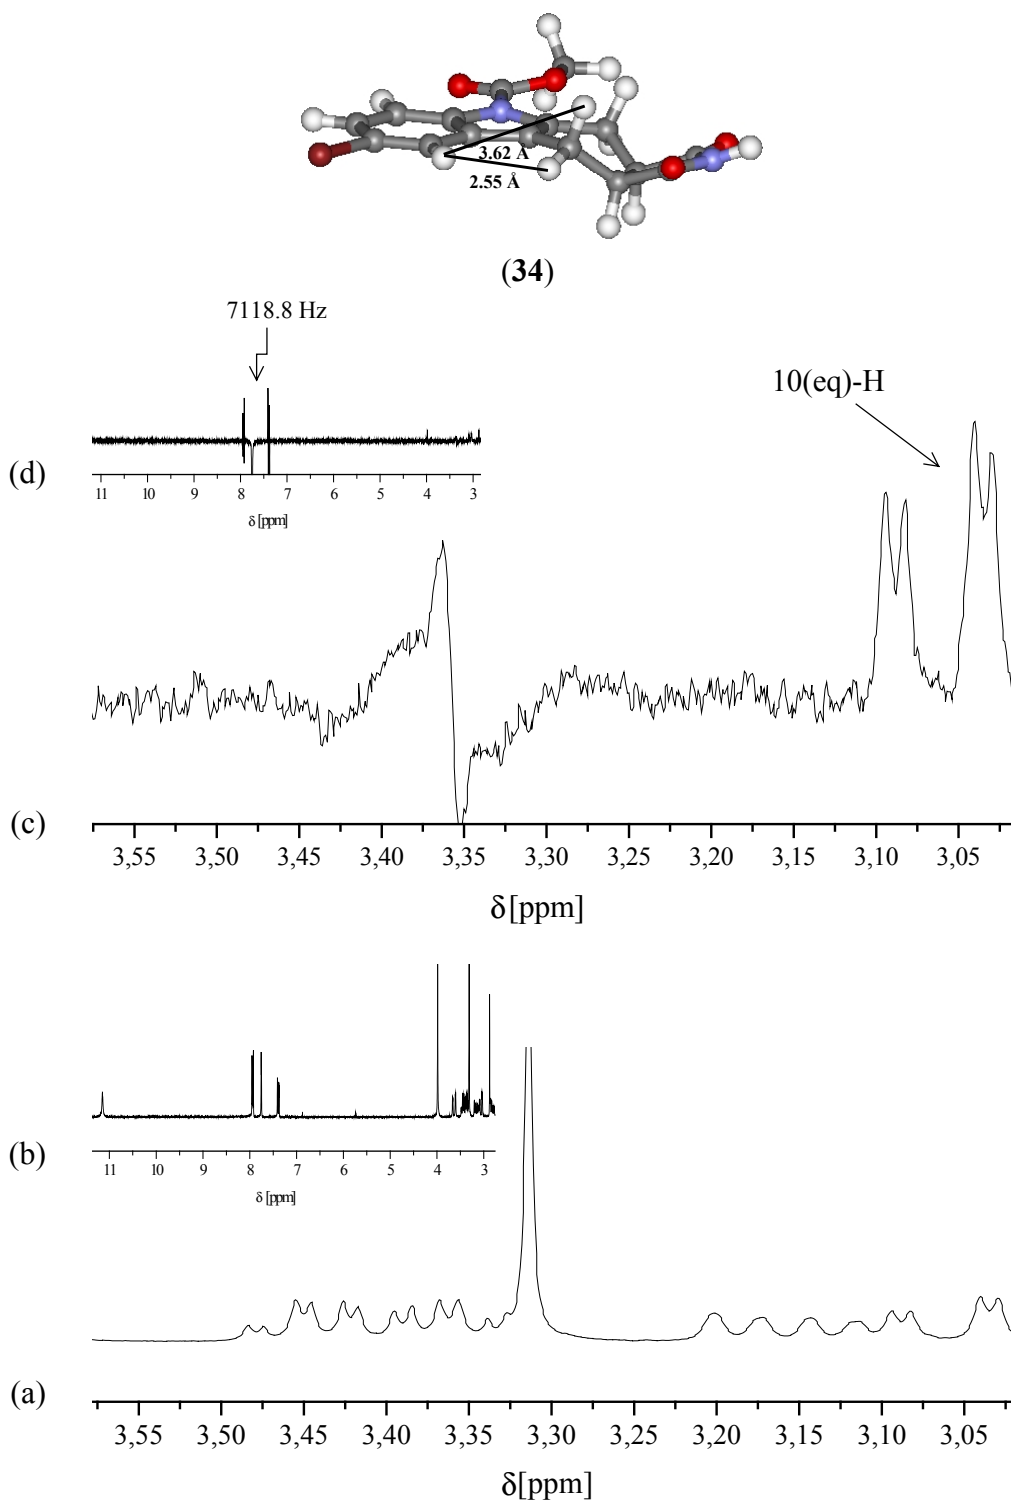 3.62 Å
2.55 Å
(34)
7118.8 Hz
10(eq)-H
(d)
11 10 9 8 7 6 5 4 3
δ [ppm]
(c)
3,55 3,50 3,45 3,40 3,35 3,30 3,25 3,20 3,15 3,10 3,05
δ [ppm]
(b)
11 10 9 8 7 6 5 4 3
δ [ppm]
(a)
3,55 3,50 3,45 3,40 3,35 3,30 3,25 3,20 3,15 3,10 3,05
δ[ppm]